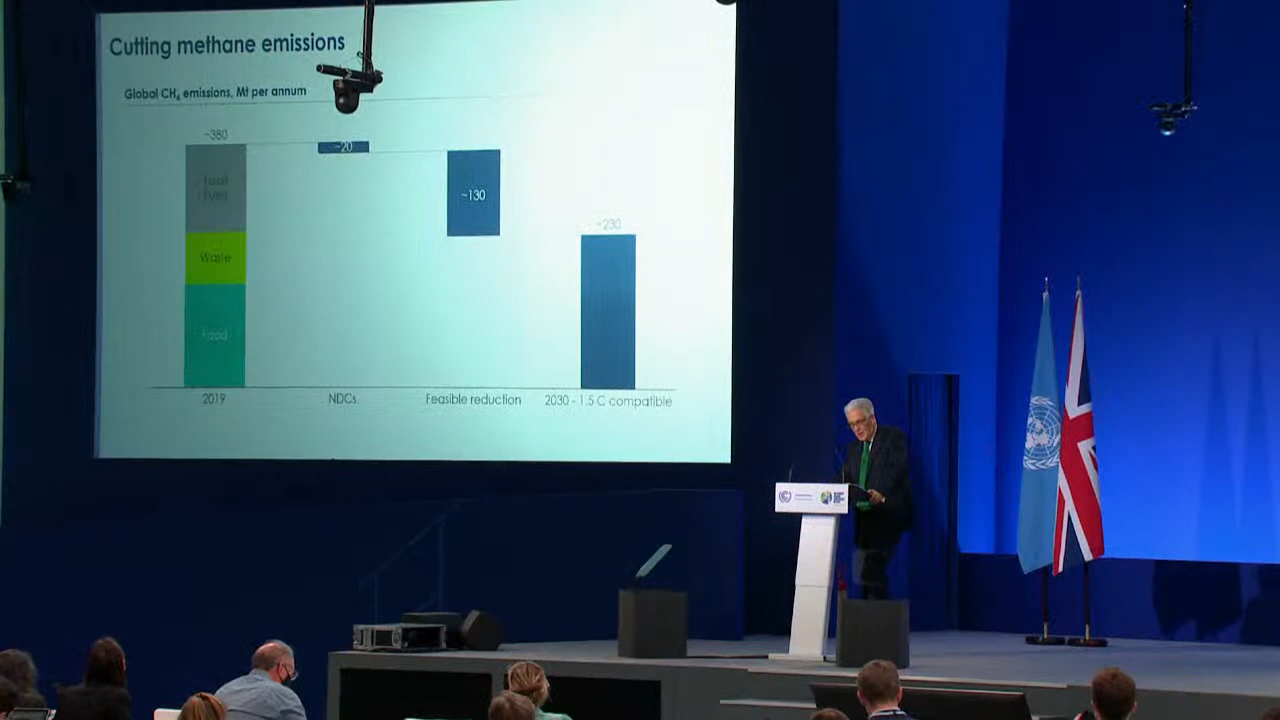 Cutting methane emissions
Global CH₄ emissions, Mt per annum
~380
~20
Fossil
Fuels
~130
~230
Waste
Food
2019
NDCs
Feasible reduction
2030 - 1.5 C compatible